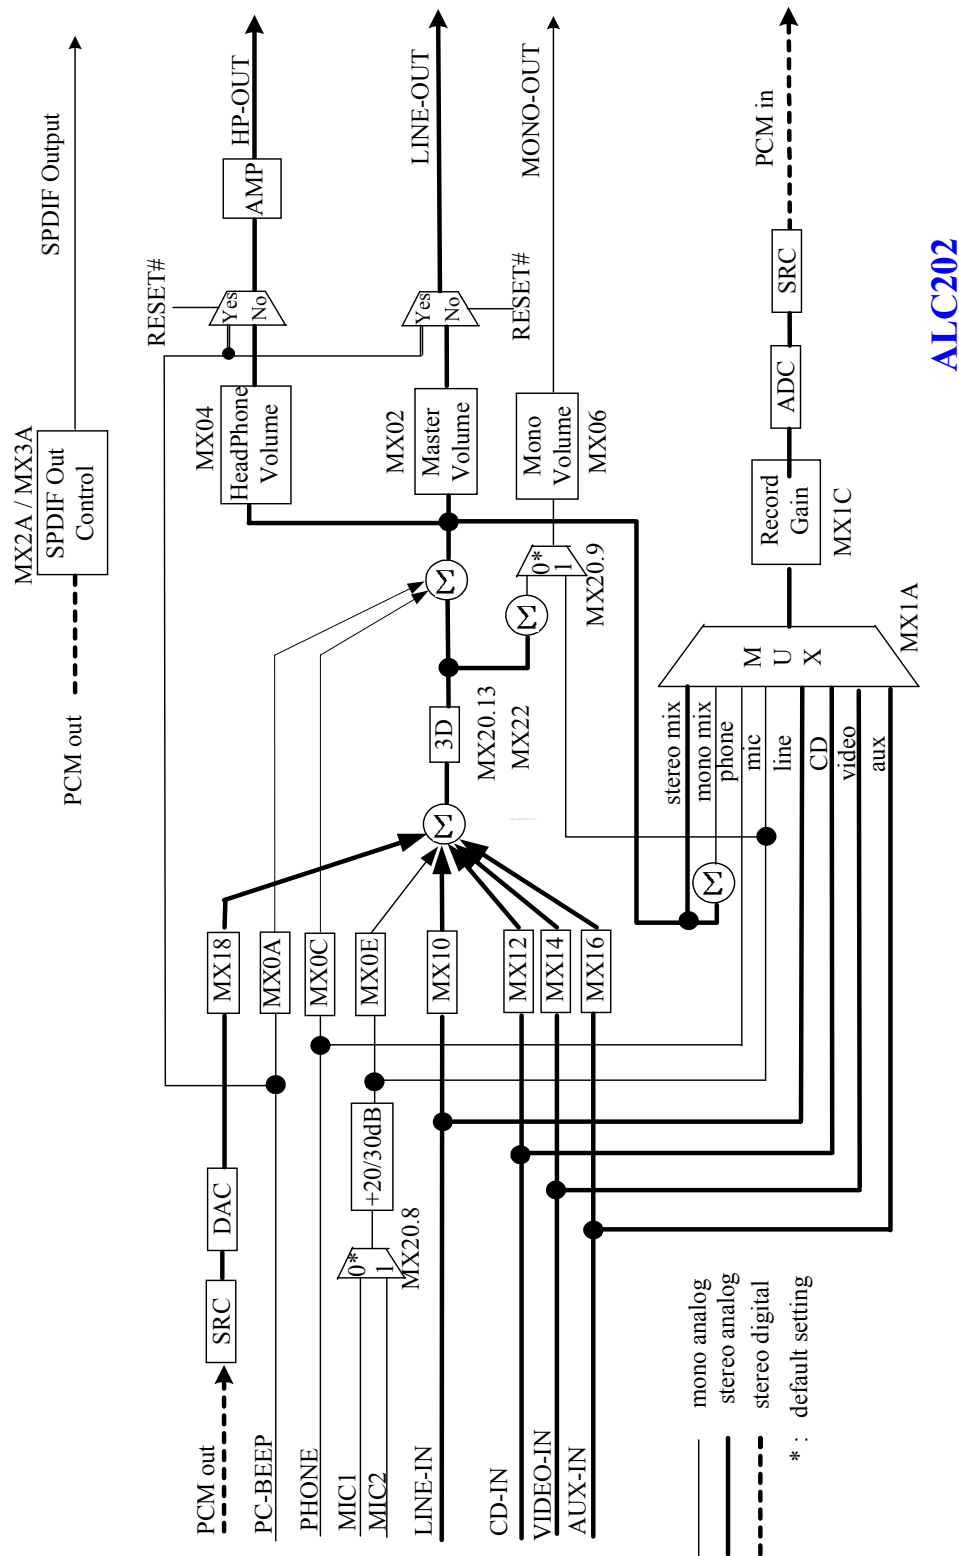 PCM out
MX2A / MX3A
SPDIF Out
Control
SPDIF Output
PCM out
SRC
DAC
MX18
PC-BEEP
MX0A
PHONE
MX0C
MIC1
MIC2
0*
1
MX20.8
+20/30dB
MX0E
LINE-IN
MX10
CD-IN
MX12
VIDEO-IN
MX14
AUX-IN
MX16
Σ
3D
MX20.13
MX22
Σ
Σ
0*
1
MX20.9
MX04
HeadPhone
Volume
RESET#
Yes
No
AMP
HP-OUT
MX02
Master
Volume
Yes
No
RESET#
LINE-OUT
Mono
Volume
MX06
MONO-OUT
Σ
stereo mix
mono mix
phone
mic
line
CD
video
aux
M
U
X
MX1A
Record
Gain
MX1C
ADC
SRC
PCM in
mono analog
stereo analog
stereo digital
* : default setting
ALC202